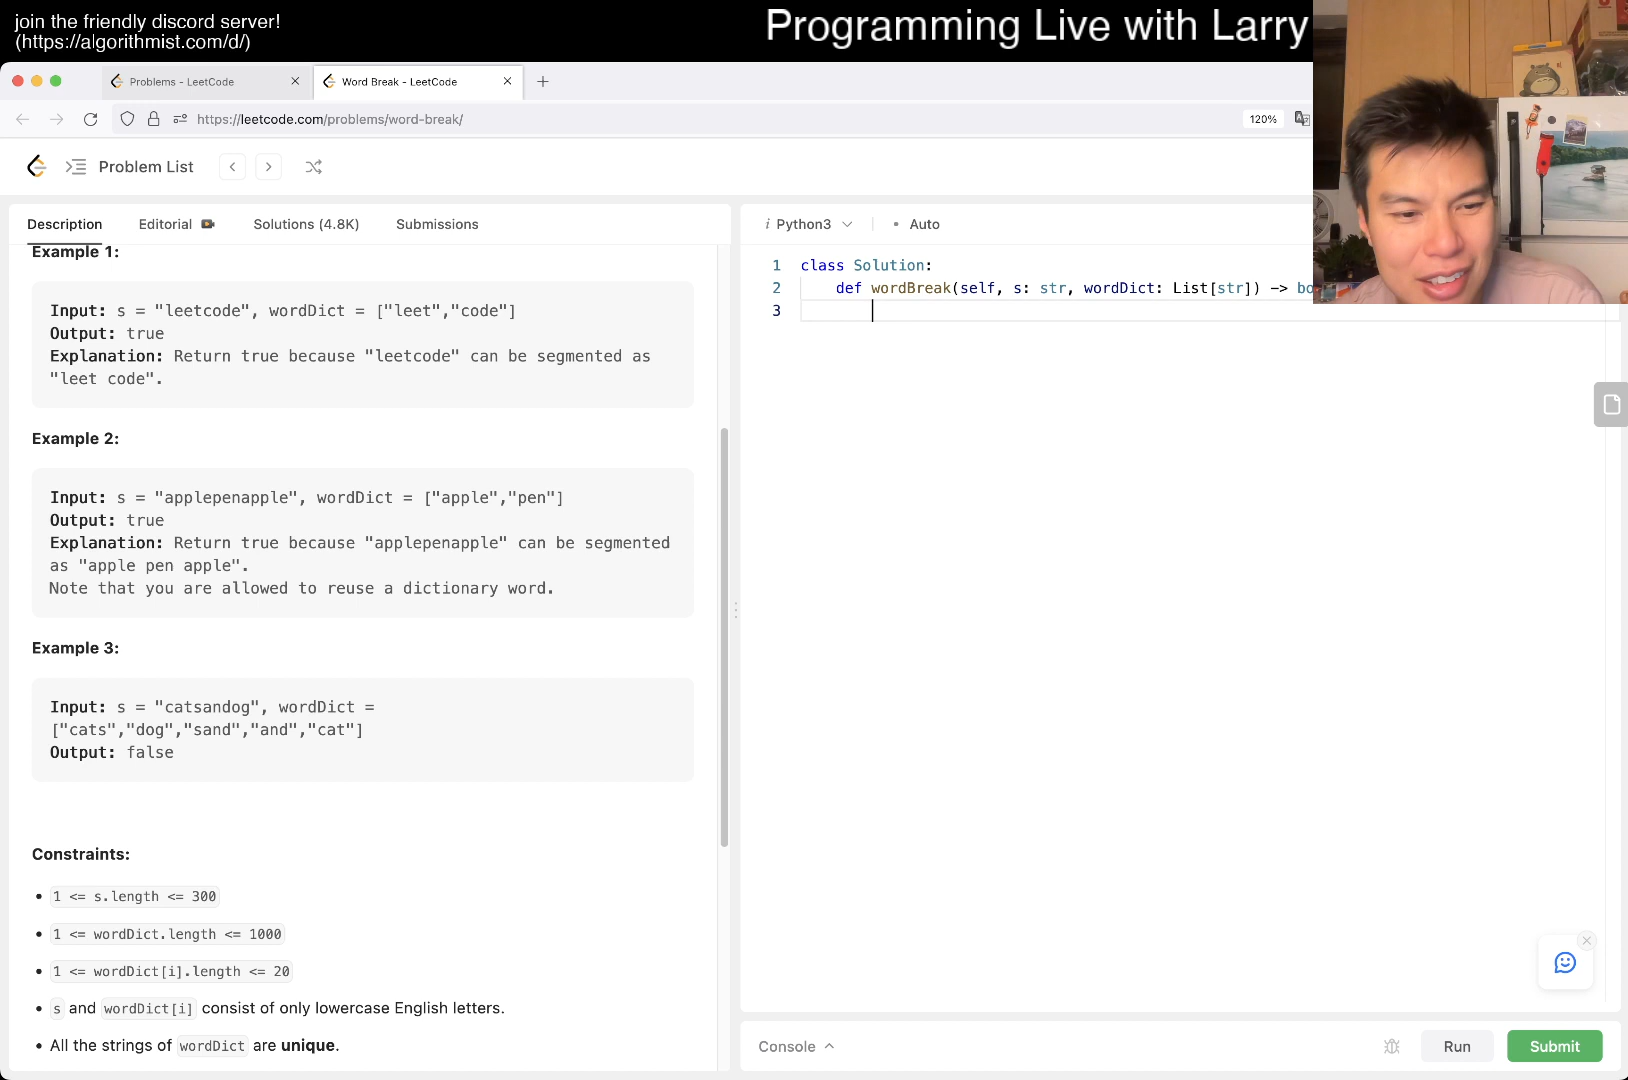 join the friendly discord server!
(https://algorithmist.com/d/)
Programming Live with Larry
Problems - LeetCode
Word Break - LeetCode
https://leetcode.com/problems/word-break/
120%
Problem List
Description
Editorial
Solutions (4.8K)
Submissions
Example 1:
Input: s = "leetcode", wordDict = ["leet","code"]
Output: true
Explanation: Return true because "leetcode" can be segmented as
"leet code".
Example 2:
Input: s = "applepenapple", wordDict = ["apple","pen"]
Output: true
Explanation: Return true because "applepenapple" can be segmented
as "apple pen apple".
Note that you are allowed to reuse a dictionary word.
Example 3:
Input: s = "catsandog", wordDict =
["cats","dog","sand","and","cat"]
Output: false
Constraints:
• 1 <= s.length <= 300
• 1 <= wordDict.length <= 1000
• 1 <= wordDict[i].length <= 20
• s and wordDict[i] consist of only lowercase English letters.
• All the strings of wordDict are unique.
i Python3
• Auto
1 class Solution:
2 def wordBreak(self, s: str, wordDict: List[str]) -> bo
3
Console
Run
Submit